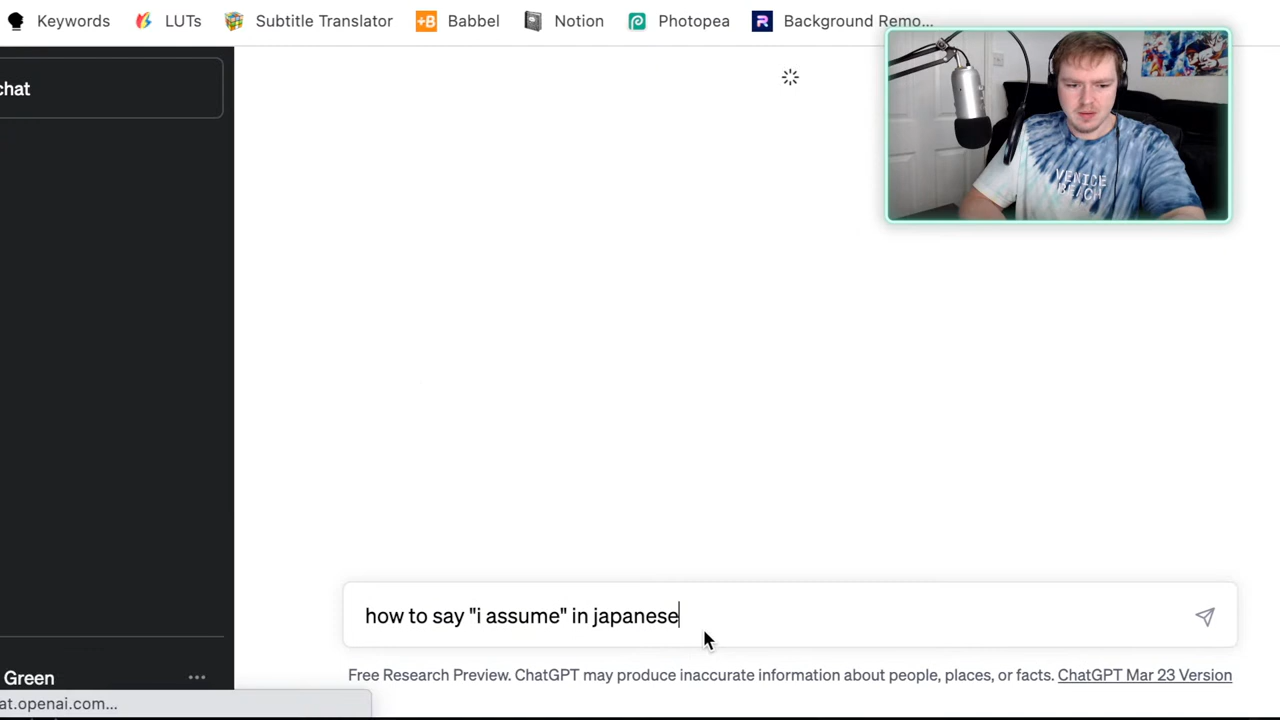 Keywords LUTs Subtitle Translator +B Babbel Notion Photopea R Background Remo...
chat
VENICE
BEACH
how to say "i assume" in japanese
Free Research Preview. ChatGPT may produce inaccurate information about people, places, or facts. ChatGPT Mar 23 Version
Green ...
at.openai.com...